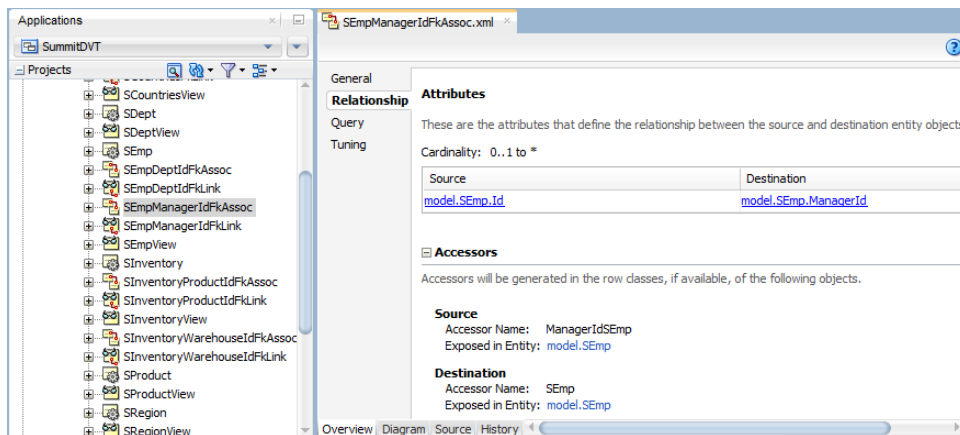 Applications
SummitDVT
Projects
SCountriesView
SDept
SDeptView
SEmp
SEmpDeptIdFkAssoc
SEmpDeptIdFkLink
SEmpManagerIdFkAssoc
SEmpManagerIdFkLink
SEmpView
SInventory
SInventoryProductIdFkAssoc
SInventoryProductIdFkLink
SInventoryView
SInventoryWarehouseIdFkAssoc
SInventoryWarehouseIdFkLink
SProduct
SProductView
SRegion
SRegionView
SEmpManagerIdFkAssoc.xml
General
Relationship
Query
Tuning
Attributes
These are the attributes that define the relationship between the source and destination entity objects
Cardinality: 0..1 to *
Source Destination
model.SEmp.Id model.SEmp.ManagerId
Accessors
Accessors will be generated in the row classes, if available, of the following objects.
Source
Accessor Name: ManagerIdSEmp
Exposed in Entity: model.SEmp
Destination
Accessor Name: SEmp
Exposed in Entity: model.SEmp
Overview Diagram Source History